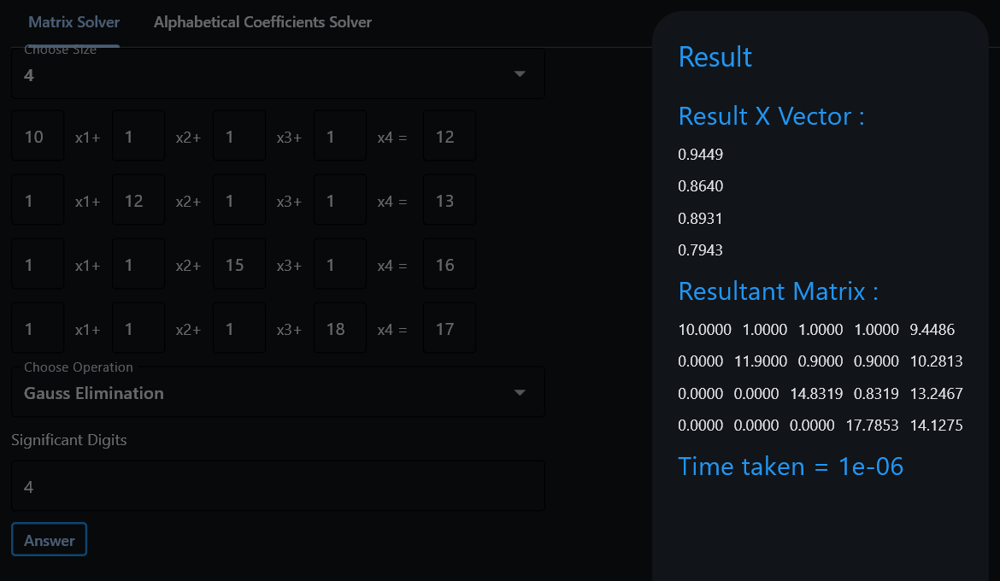 Matrix Solver Alphabetical Coefficients Solver
Choose Size
4
10 x1+ 1 x2+ 1 x3+ 1 x4 = 12
1 x1+ 12 x2+ 1 x3+ 1 x4 = 13
1 x1+ 1 x2+ 15 x3+ 1 x4 = 16
1 x1+ 1 x2+ 1 x3+ 18 x4 = 17
Choose Operation
Gauss Elimination
Significant Digits
4
Answer
Result
Result X Vector :
0.9449
0.8640
0.8931
0.7943
Resultant Matrix :
10.0000 1.0000 1.0000 1.0000 9.4486
0.0000 11.9000 0.9000 0.9000 10.2813
0.0000 0.0000 14.8319 0.8319 13.2467
0.0000 0.0000 0.0000 17.7853 14.1275
Time taken = 1e-06